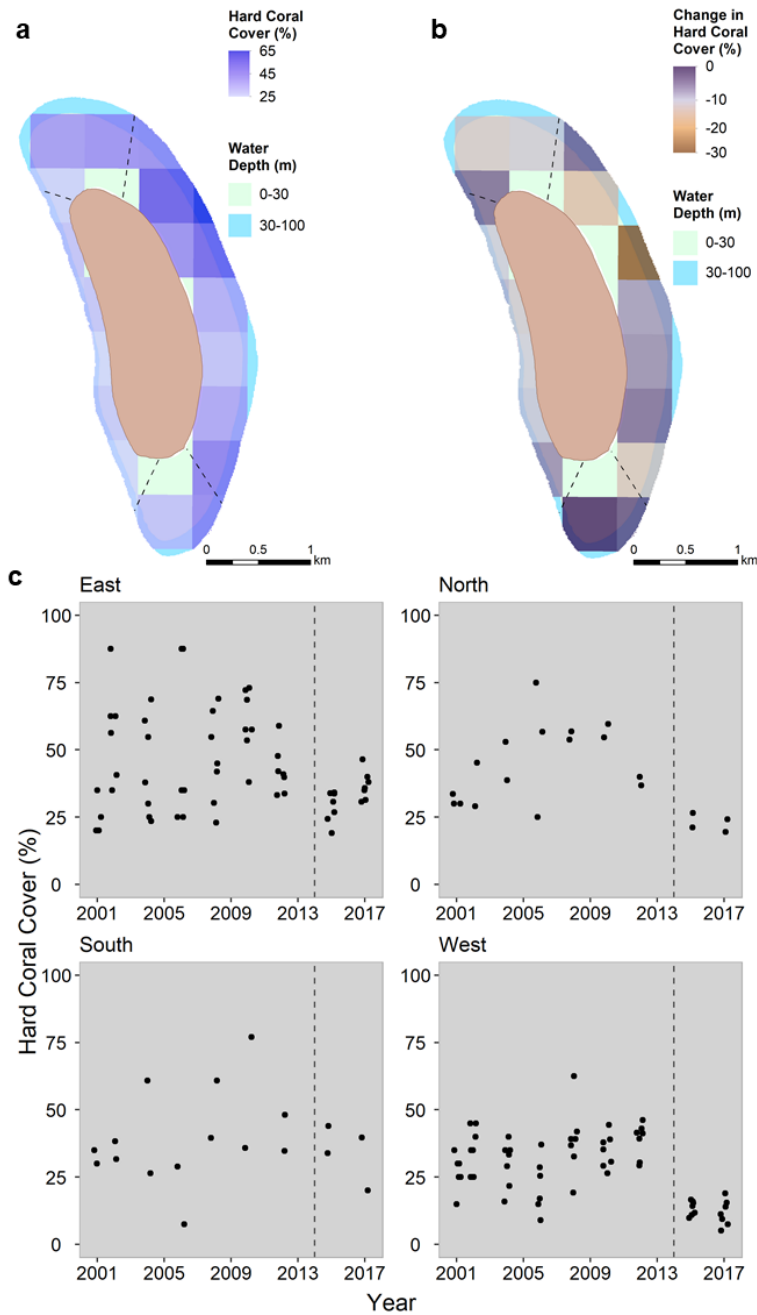 a
Hard Coral
Cover (%)
65
45
25
Water
Depth (m)
0-30
30-100
0 0.5 1
km
b
Change in
Hard Coral
Cover (%)
0
-10
-20
-30
Water
Depth (m)
0-30
30-100
0 0.5 1
km
c
Hard Coral Cover (%)
East
100
75
50
25
0
2001 2005 2009 2013 2017
North
100
75
50
25
0
2001 2005 2009 2013 2017
South
100
75
50
25
0
2001 2005 2009 2013 2017
West
100
75
50
25
0
2001 2005 2009 2013 2017
Year